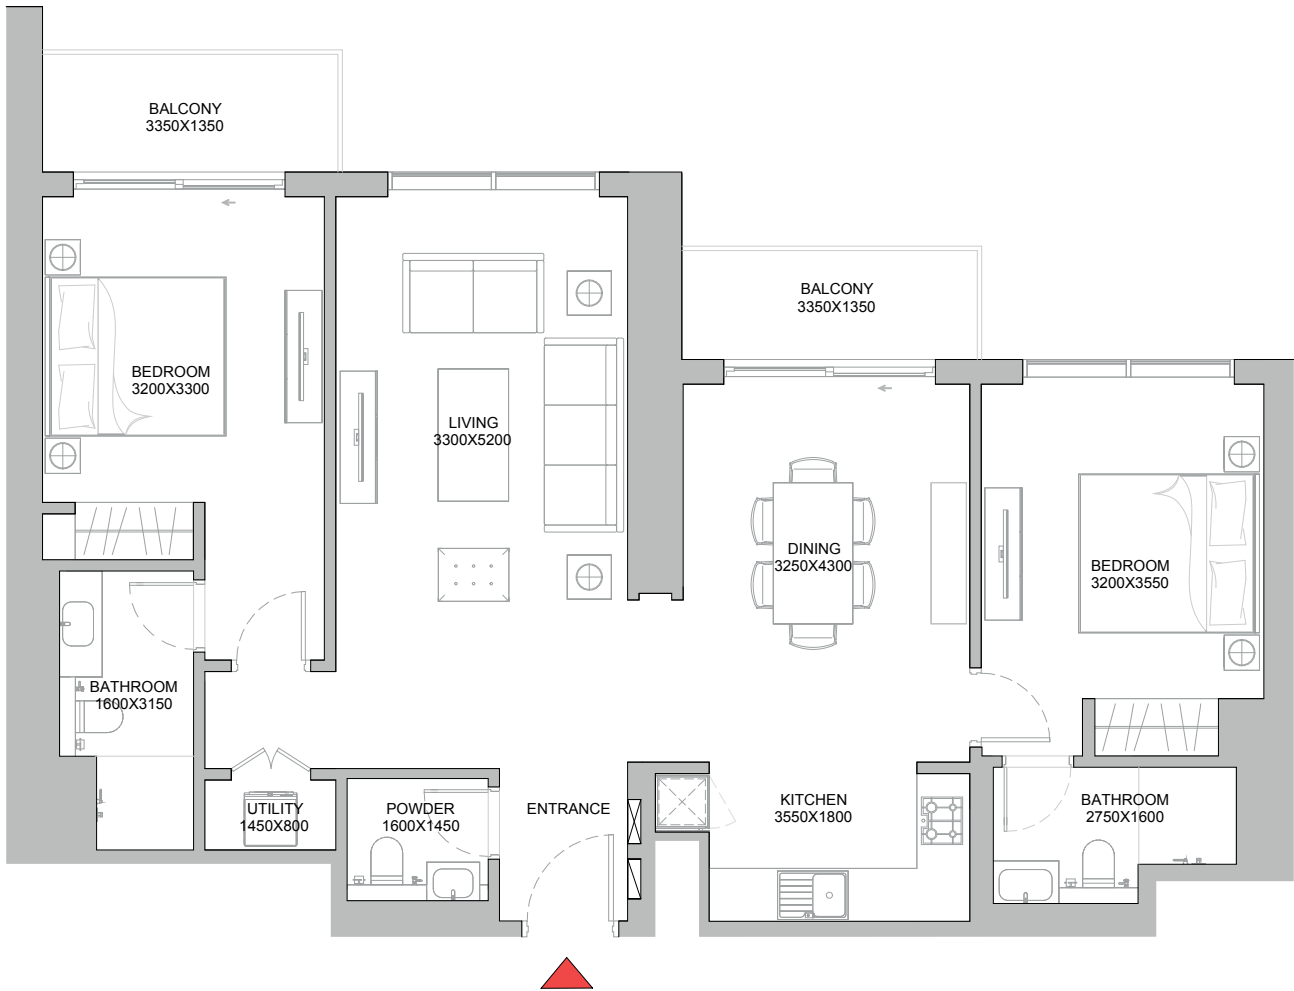 BALCONY
3350X1350
BALCONY
3350X1350
BEDROOM
3200X3300
LIVING
3300X5200
DINING
3250X4300
BEDROOM
3200X3550
BATHROOM
1600X3150
UTILITY
1450X800
POWDER
1600X1450
ENTRANCE
KITCHEN
3550X1800
BATHROOM
2750X1600